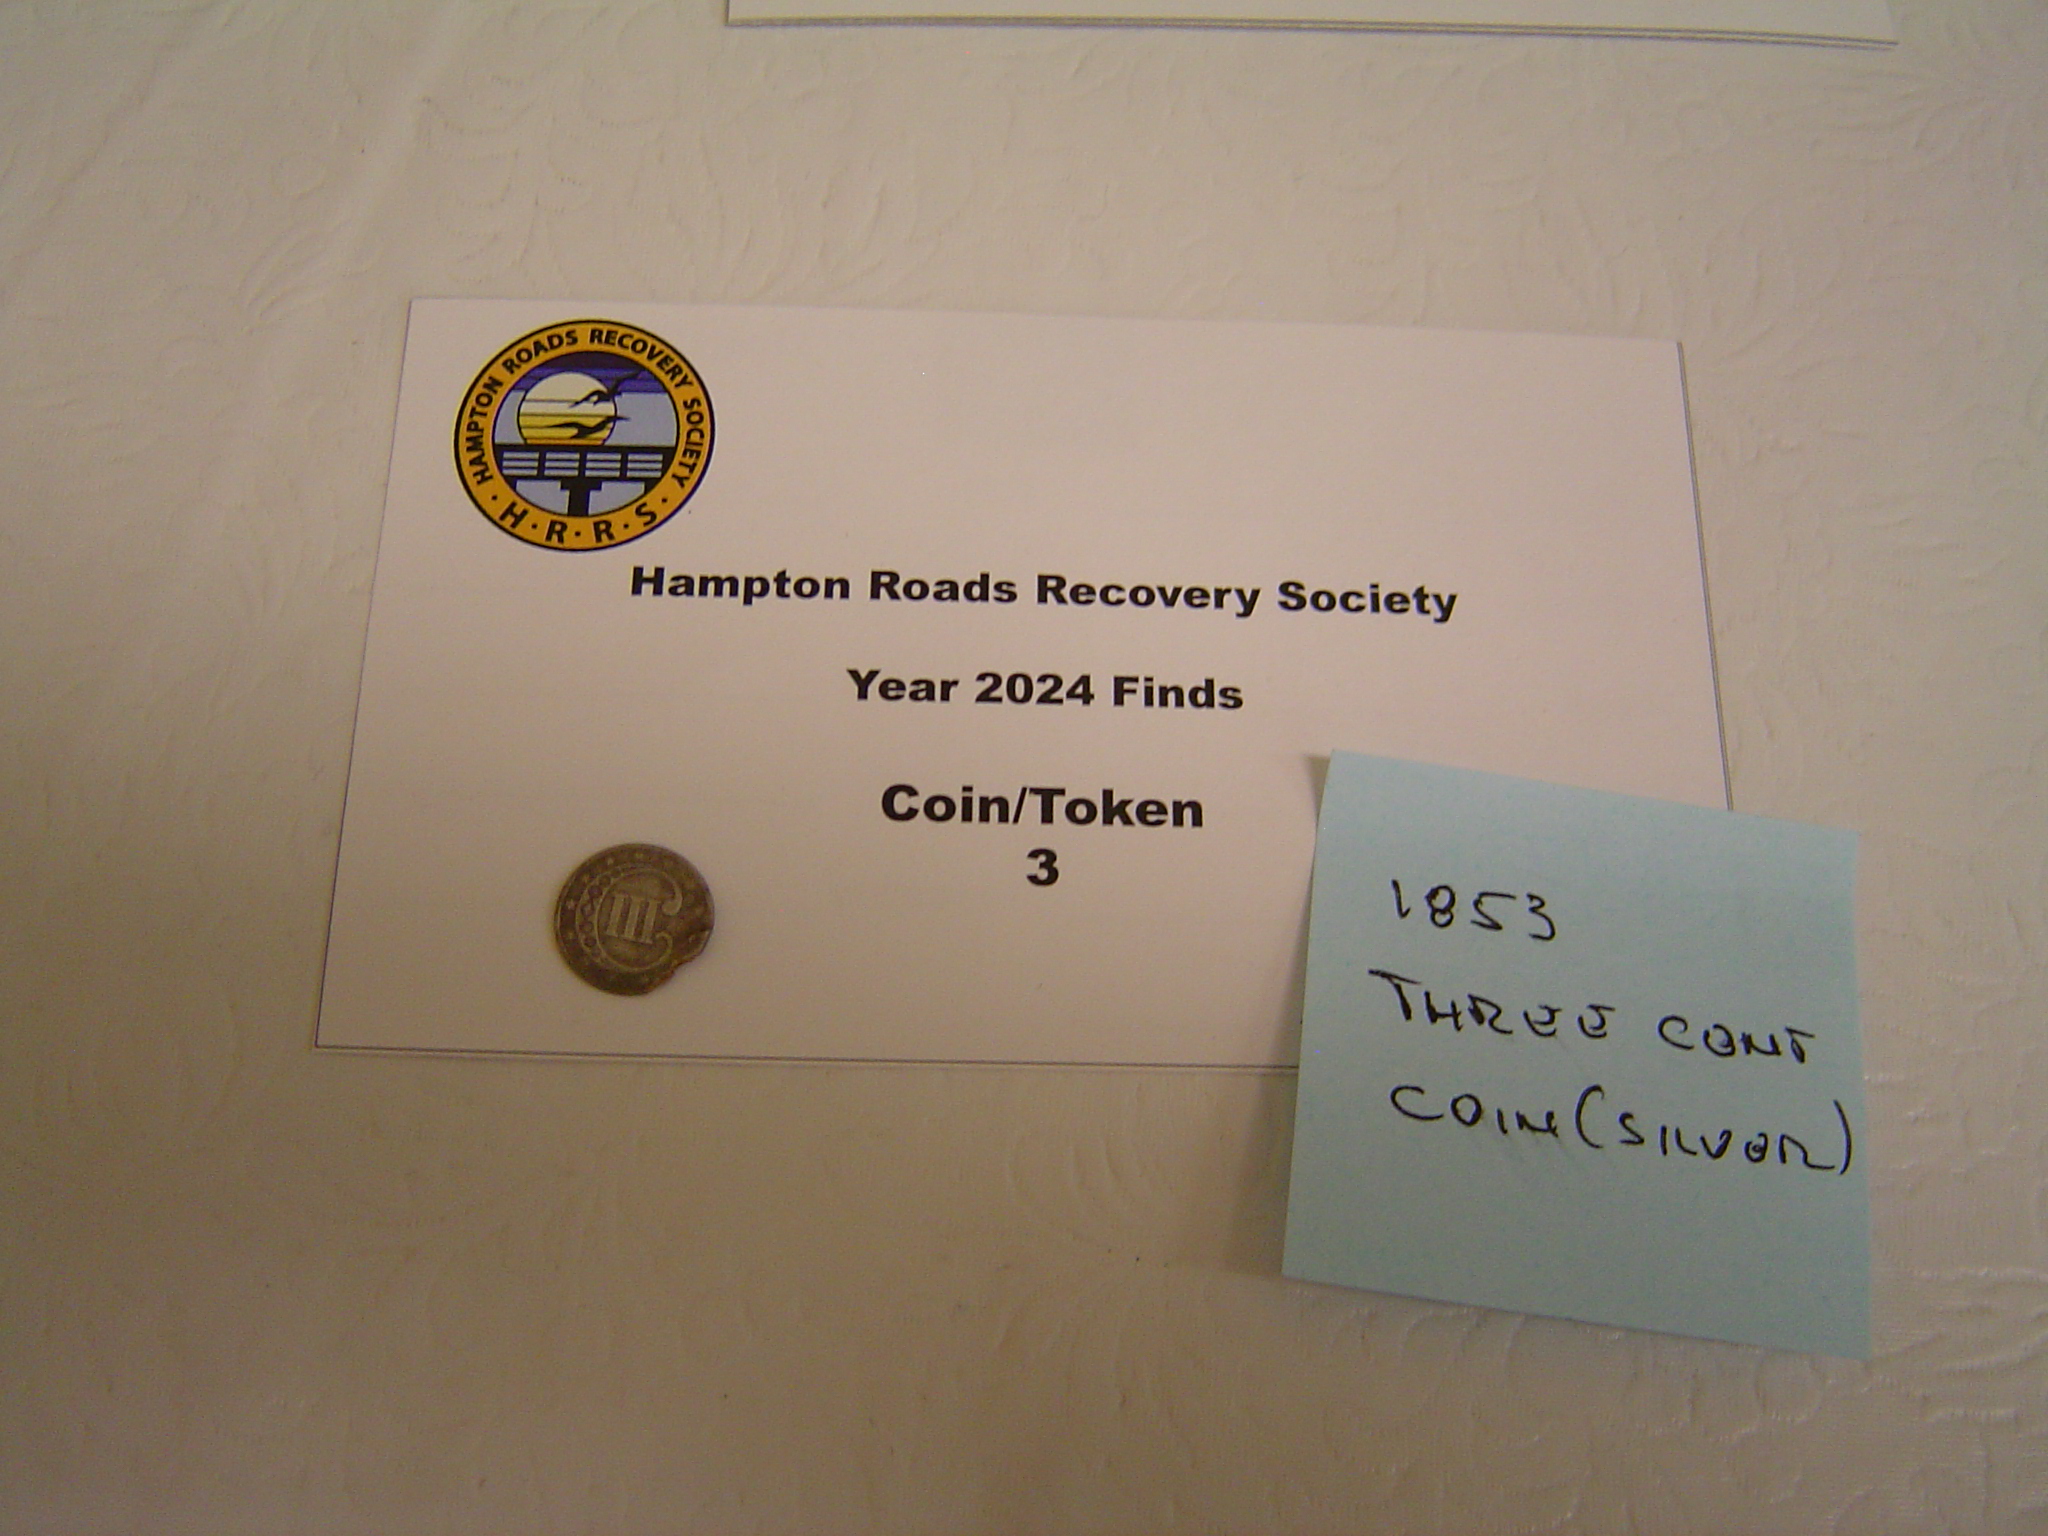 HAMPTON ROADS RECOVERY SOCIETY
· H · R · R · S ·
Hampton Roads Recovery Society
Year 2024 Finds
Coin/Token
3
III
1853
THREE CENT
COIN (SILVER)